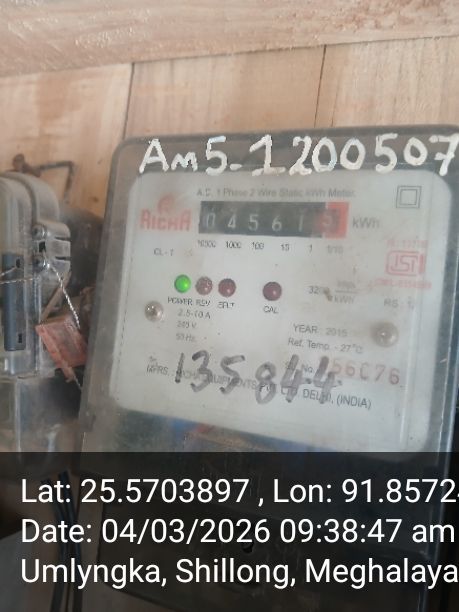 Am5-1200507
A.C. 1 Phase 2 Wire Static kWh Meter.
RICHA
04561
kWh
10000 1000 100 10 1 1/10
CL-1
3200
kWh
POWER REV EFLT CAL
2.5-10 A
240 V
50 Hz.
YEAR 2015
Ref. Temp. - 27°C
135844
DELHI, (INDIA)
Lat: 25.5703897 , Lon: 91.8572
Date: 04/03/2026 09:38:47 am
Umlyngka, Shillong, Meghalaya